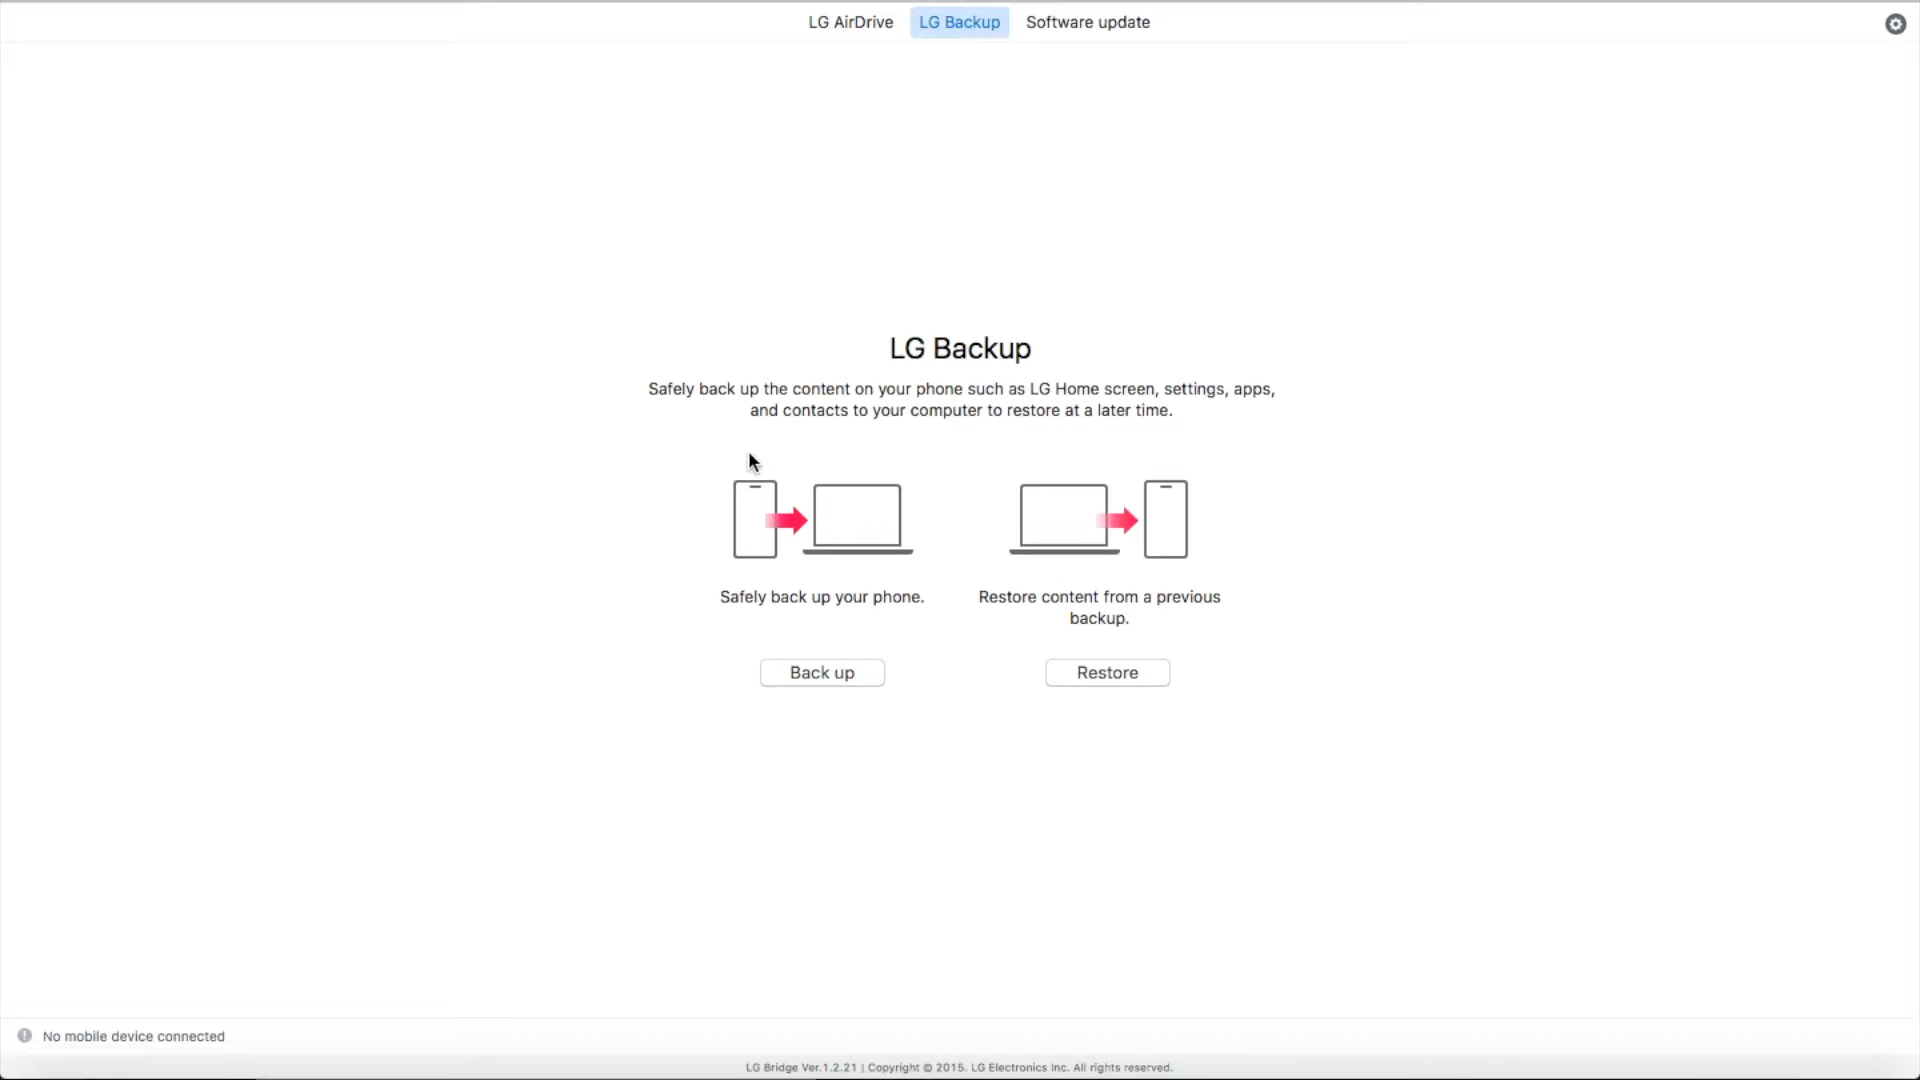 LG AirDrive LG Backup Software update
LG Backup
Safely back up the content on your phone such as LG Home screen, settings, apps,
and contacts to your computer to restore at a later time.
Safely back up your phone.
Restore content from a previous
backup.
Back up
Restore
No mobile device connected
LG Bridge Ver.1.2.21 | Copyright © 2015. LG Electronics Inc. All rights reserved.